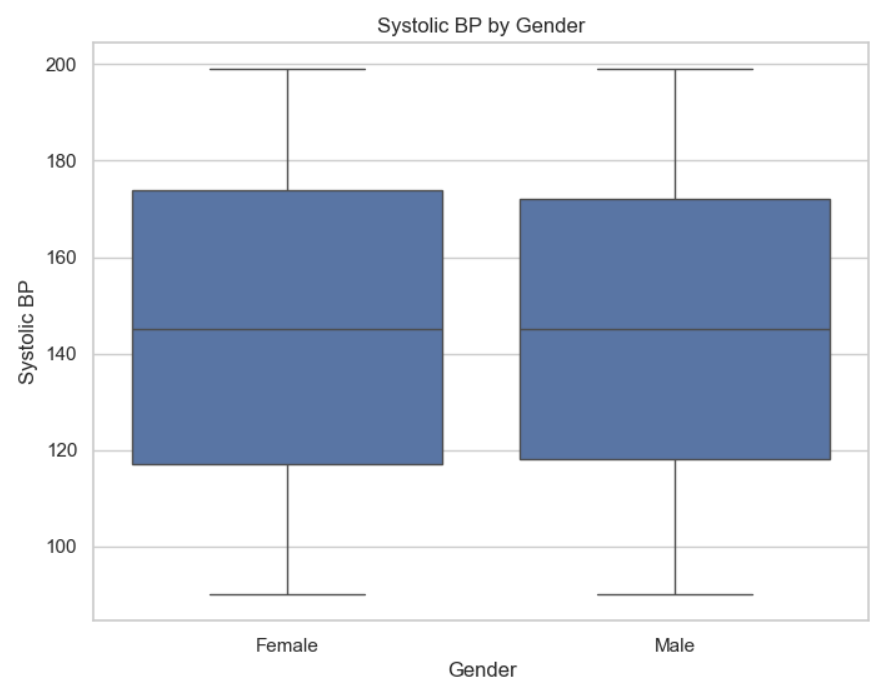 Systolic BP by Gender
200
180
160
140
120
100
Systolic BP
Female Male
Gender